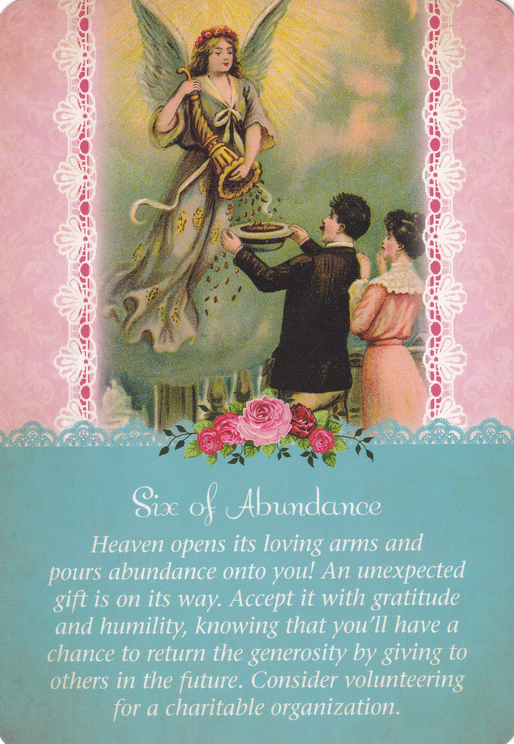 Six of Abundance
Heaven opens its loving arms and
pours abundance onto you! An unexpected
gift is on its way. Accept it with gratitude
and humility, knowing that you'll have a
chance to return the generosity by giving to
others in the future. Consider volunteering
for a charitable organization.